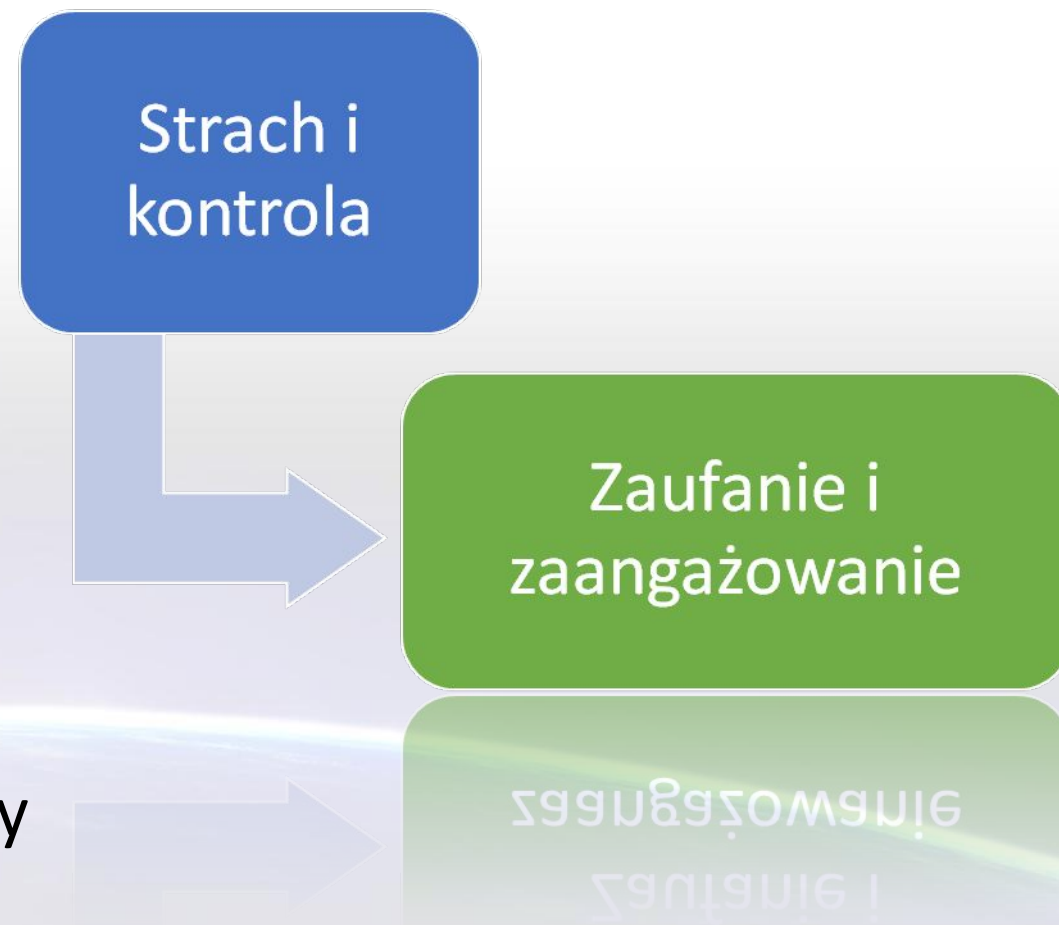 Strach i
kontrola
Zaufanie i
zaangażowanie
y